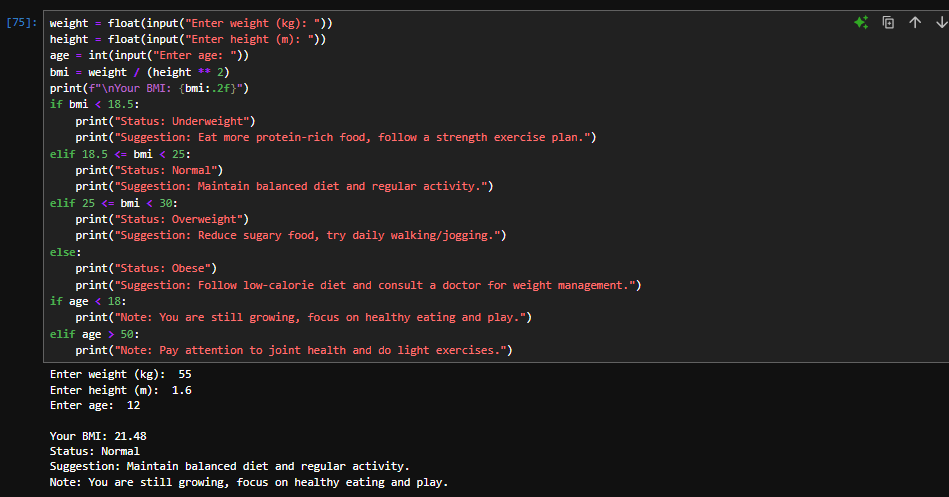 [75]:
weight = float(input("Enter weight (kg): "))
height = float(input("Enter height (m): "))
age = int(input("Enter age: "))
bmi = weight / (height ** 2)
print(f"\nYour BMI: {bmi:.2f}")
if bmi < 18.5:
    print("Status: Underweight")
    print("Suggestion: Eat more protein-rich food, follow a strength exercise plan.")
elif 18.5 <= bmi < 25:
    print("Status: Normal")
    print("Suggestion: Maintain balanced diet and regular activity.")
elif 25 <= bmi < 30:
    print("Status: Overweight")
    print("Suggestion: Reduce sugary food, try daily walking/jogging.")
else:
    print("Status: Obese")
    print("Suggestion: Follow low-calorie diet and consult a doctor for weight management.")
if age < 18:
    print("Note: You are still growing, focus on healthy eating and play.")
elif age > 50:
    print("Note: Pay attention to joint health and do light exercises.")
Enter weight (kg):  55
Enter height (m):  1.6
Enter age:  12
Your BMI: 21.48
Status: Normal
Suggestion: Maintain balanced diet and regular activity.
Note: You are still growing, focus on healthy eating and play.